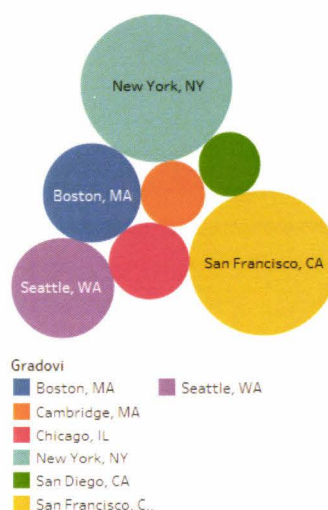 New York, NY
Boston, MA
San Francisco, CA
Seattle, WA
Gradovi
Boston, MA
Seattle, WA
Cambridge, MA
Chicago, IL
New York, NY
San Diego, CA
San Francisco, C..